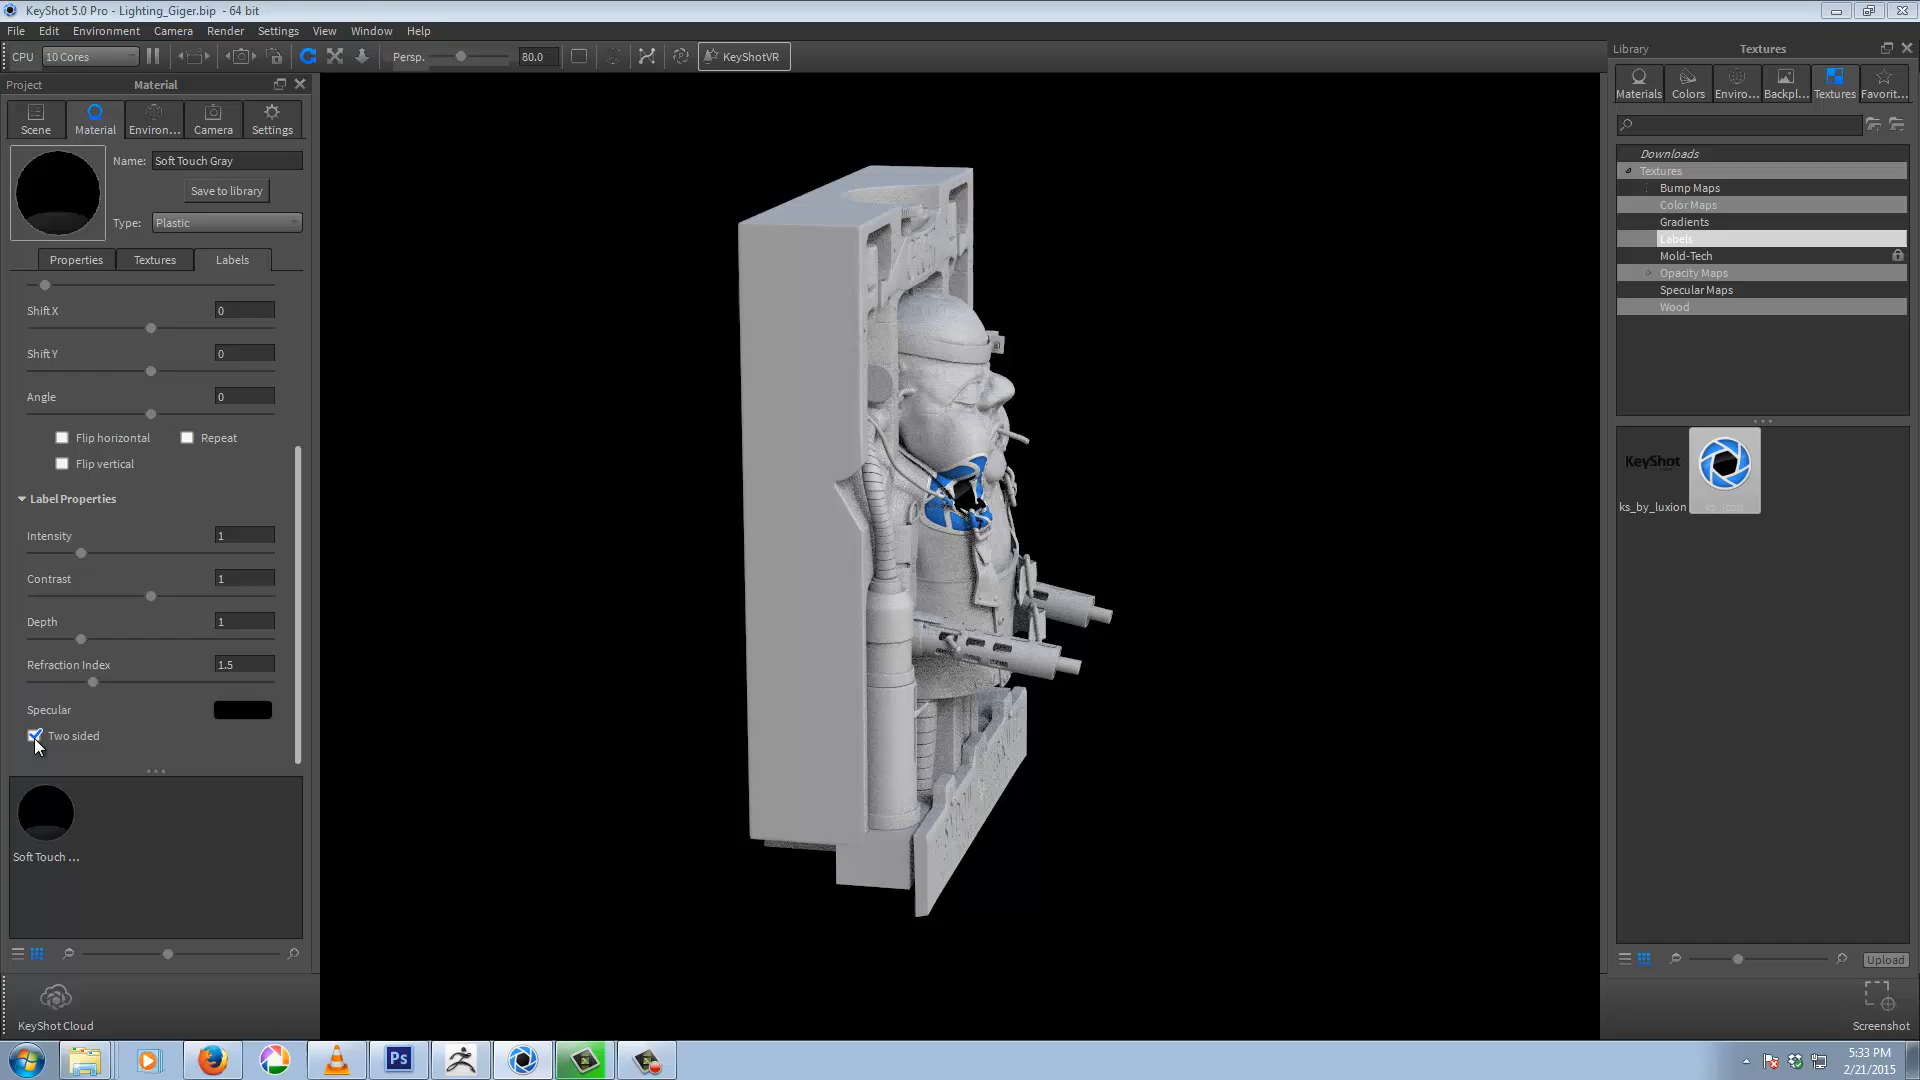 KeyShot 5.0 Pro - Lighting_Giger.bip - 64 bit
File Edit Environment Camera Render Settings View Window Help
CPU 10 Cores Persp. 80.0 KeyShotVR
Project Material
Scene Material Environ... Camera Settings
Name: Soft Touch Gray
Save to library
Type: Plastic
Properties Textures Labels
Shift X 0
Shift Y 0
Angle 0
Flip horizontal Repeat
Flip vertical
Label Properties
Intensity 1
Contrast 1
Depth 1
Refraction Index 1.5
Specular
Two sided
Soft Touch ...
KeyShot Cloud
Library Textures
Materials Colors Enviro... Backpl... Textures Favorit...
Downloads
Textures
Bump Maps
Color Maps
Gradients
Labels
Mold-Tech
Opacity Maps
Specular Maps
Wood
KeyShot
ks_by_luxion ks_icon
Upload
Screenshot
Ps
5:33 PM
2/21/2015